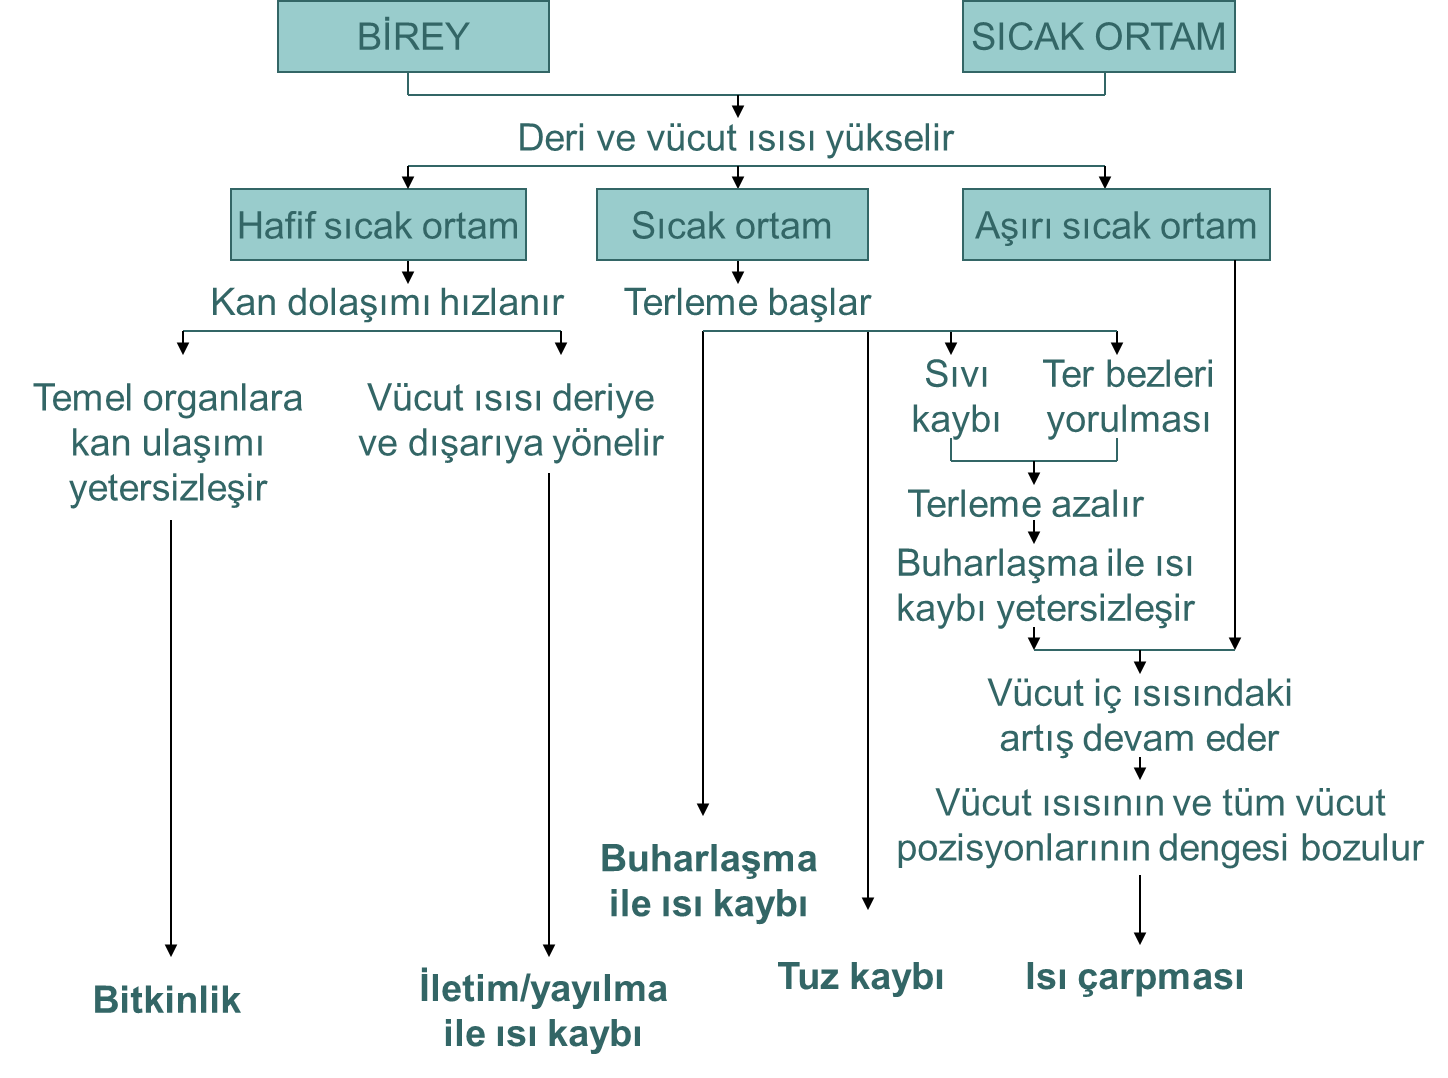 BİREY
SICAK ORTAM
Deri ve vücut ısısı yükselir
Hafif sıcak ortam
Sıcak ortam
Aşırı sıcak ortam
Kan dolaşımı hızlanır
Terleme başlar
Temel organlara
kan ulaşımı
yetersizleşir
Vücut ısısı deriye
ve dışarıya yönelir
Sıvı
kaybı
Ter bezleri
yorulması
Terleme azalır
Buharlaşma ile ısı
kaybı yetersizleşir
Vücut iç ısısındaki
artış devam eder
Vücut ısısının ve tüm vücut
pozisyonlarının dengesi bozulur
Buharlaşma
ile ısı kaybı
Bitkinlik
İletim/yayılma
ile ısı kaybı
Tuz kaybı
Isı çarpması